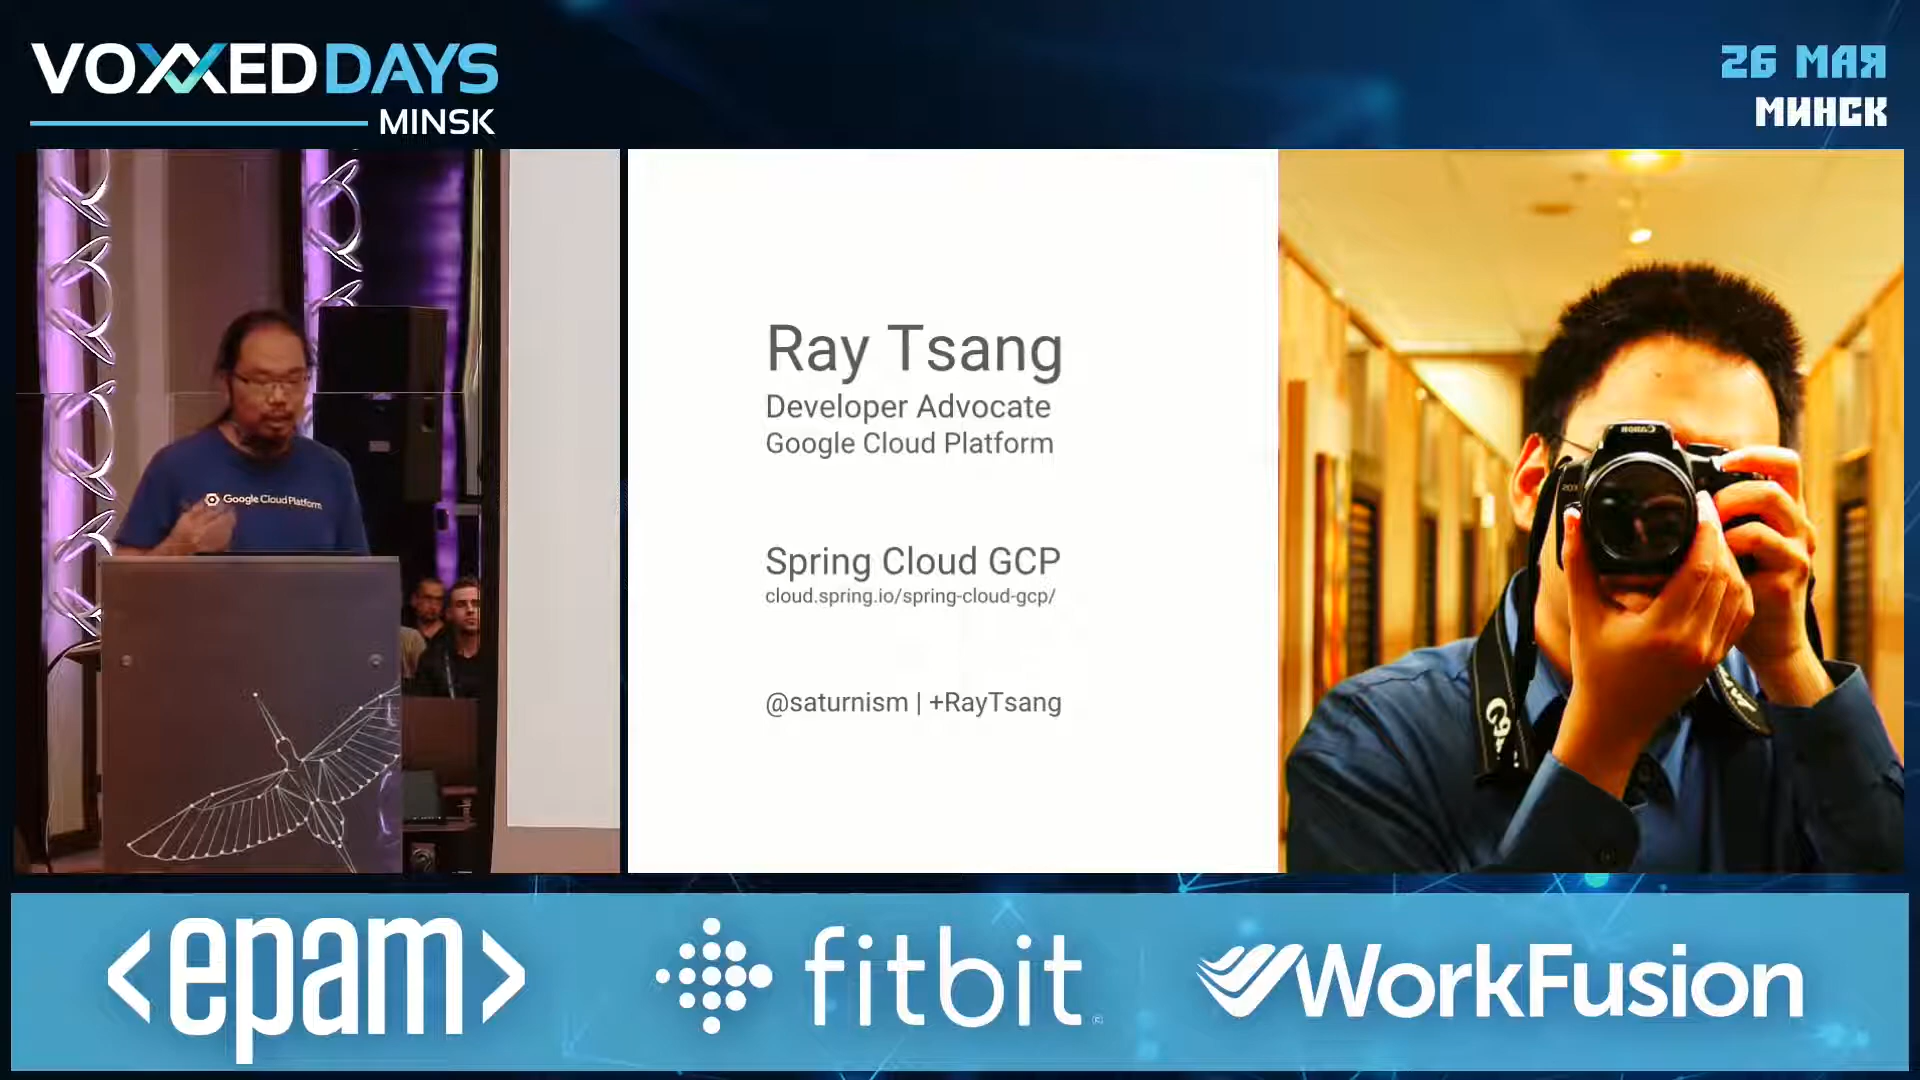 VOXXEDDAYS
MINSK
26 МАЯ
МИНСК
Google Cloud Platform
Ray Tsang
Developer Advocate
Google Cloud Platform
Spring Cloud GCP
cloud.spring.io/spring-cloud-gcp/
@saturnism | +RayTsang
Canon
20D
<epam>
fitbit
WorkFusion